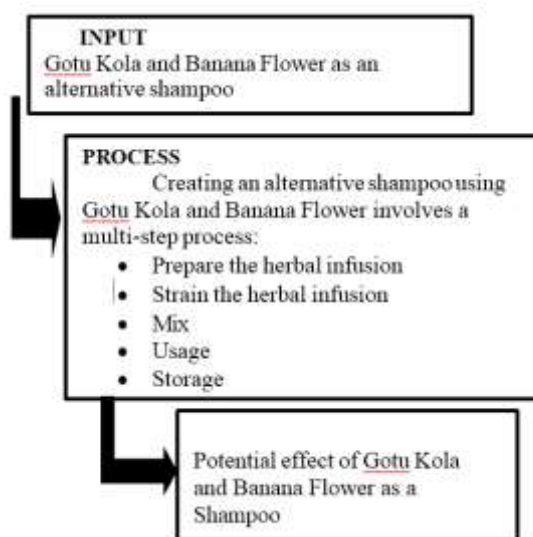 INPUT
Gotu Kola and Banana Flower as an
alternative shampoo
PROCESS
Creating an alternative shampoo using
Gotu Kola and Banana Flower involves a
multi-step process:
• Prepare the herbal infusion
• Strain the herbal infusion
• Mix
• Usage
• Storage
Potential effect of Gotu Kola
and Banana Flower as a
Shampoo